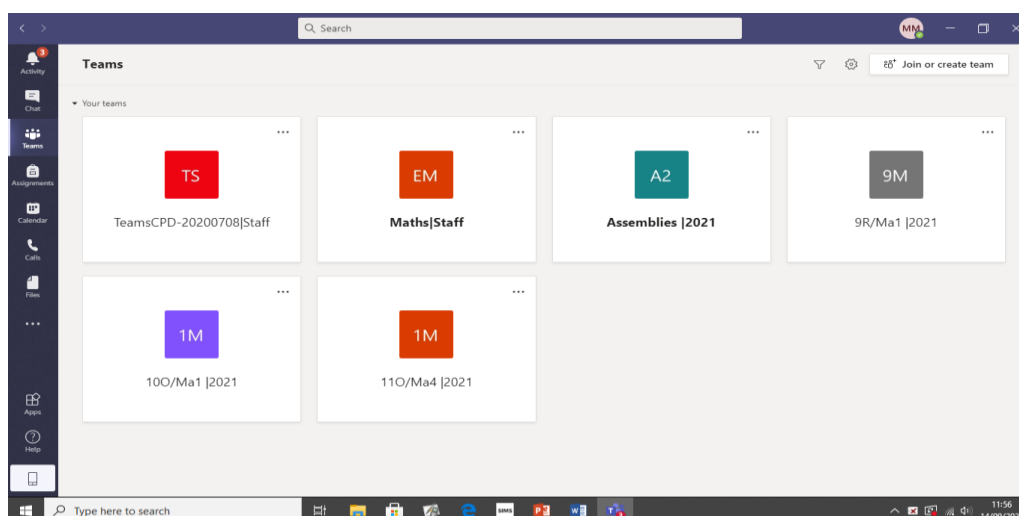 Search
MM
3
Activity
Chat
Teams
Assignments
Calendar
Calls
Files
Apps
Help
Teams
Join or create team
Your teams
TS
TeamsCPD-20200708|Staff
EM
Maths|Staff
A2
Assemblies |2021
9M
9R/Ma1 |2021
1M
10O/Ma1 |2021
1M
11O/Ma4 |2021
Type here to search
SIMS
11:56